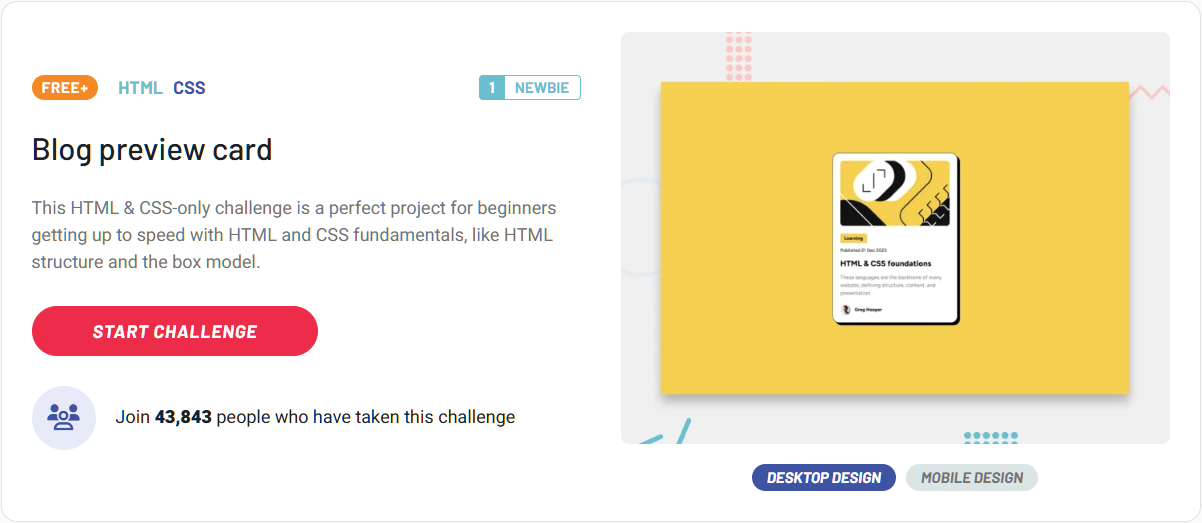 FREE+ HTML CSS 1 NEWBIE
Blog preview card
This HTML & CSS-only challenge is a perfect project for beginners
getting up to speed with HTML and CSS fundamentals, like HTML
structure and the box model.
START CHALLENGE
Join 43,843 people who have taken this challenge
Learning
Published 21 Dec 2023
HTML & CSS foundations
These languages are the backbone of every
website, defining structure, content, and
presentation.
Greg Hooper
DESKTOP DESIGN MOBILE DESIGN